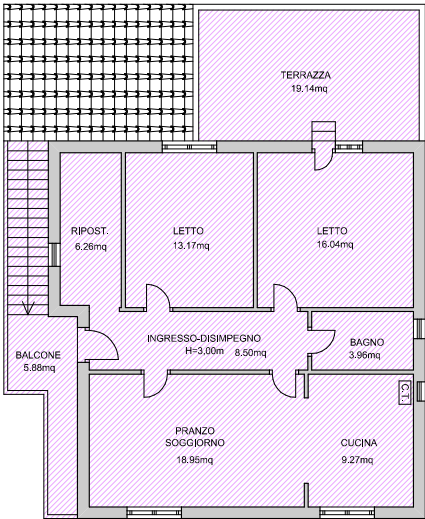 TERRAZZA
19.14mq
RIPOST.
6.26mq
LETTO
13.17mq
LETTO
16.04mq
INGRESSO-DISIMPEGNO
H=3,00m 8.50mq
BAGNO
3.96mq
BALCONE
5.88mq
C.T.
PRANZO
SOGGIORNO
18.95mq
CUCINA
9.27mq